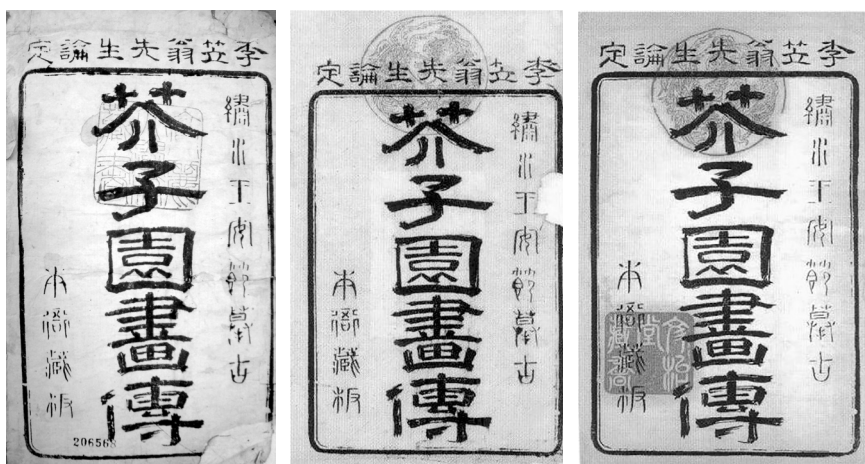 李笠翁先生論定
繡水王安節摹古
芥子園畫傳
本衙藏板
李笠翁先生論定
繡水王安節摹古
芥子園畫傳
本衙藏板
李笠翁先生論定
繡水王安節摹古
芥子園畫傳
本衙藏板